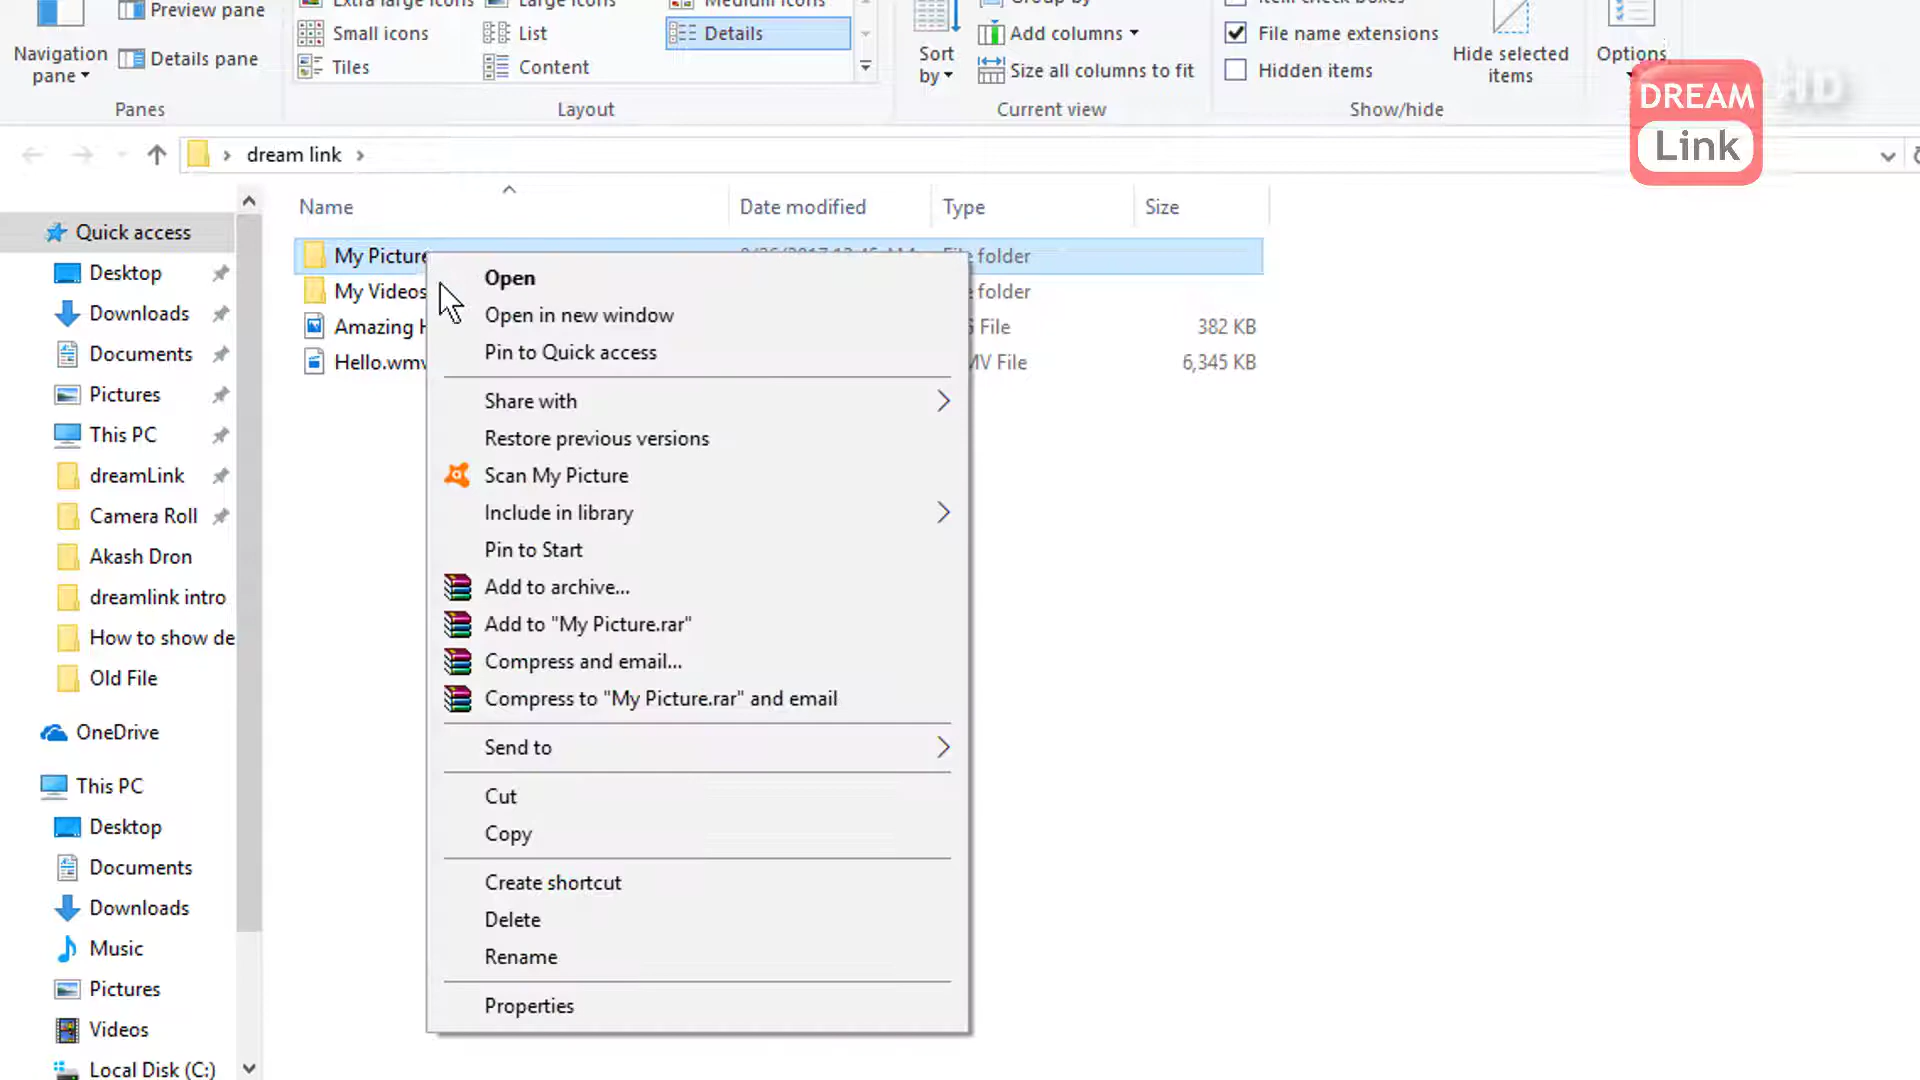 Preview pane
Extra large icons
Large icons
Medium icons
Group by
Item check boxes
Small icons
List
Details
Add columns
File name extensions
Navigation pane
Details pane
Tiles
Content
Sort by
Size all columns to fit
Hidden items
Hide selected items
Options
Panes
Layout
Current view
Show/hide
DREAM
Link
HD
dream link
Name
Date modified
Type
Size
Quick access
Desktop
Downloads
Documents
Pictures
This PC
dreamLink
Camera Roll
Akash Dron
dreamlink intro
How to show de
Old File
OneDrive
This PC
Desktop
Documents
Downloads
Music
Pictures
Videos
Local Disk (C:)
My Picture
folder
My Videos
folder
Amazing
File
382 KB
Hello.wmv
File
6,345 KB
Open
Open in new window
Pin to Quick access
Share with
Restore previous versions
Scan My Picture
Include in library
Pin to Start
Add to archive...
Add to "My Picture.rar"
Compress and email...
Compress to "My Picture.rar" and email
Send to
Cut
Copy
Create shortcut
Delete
Rename
Properties